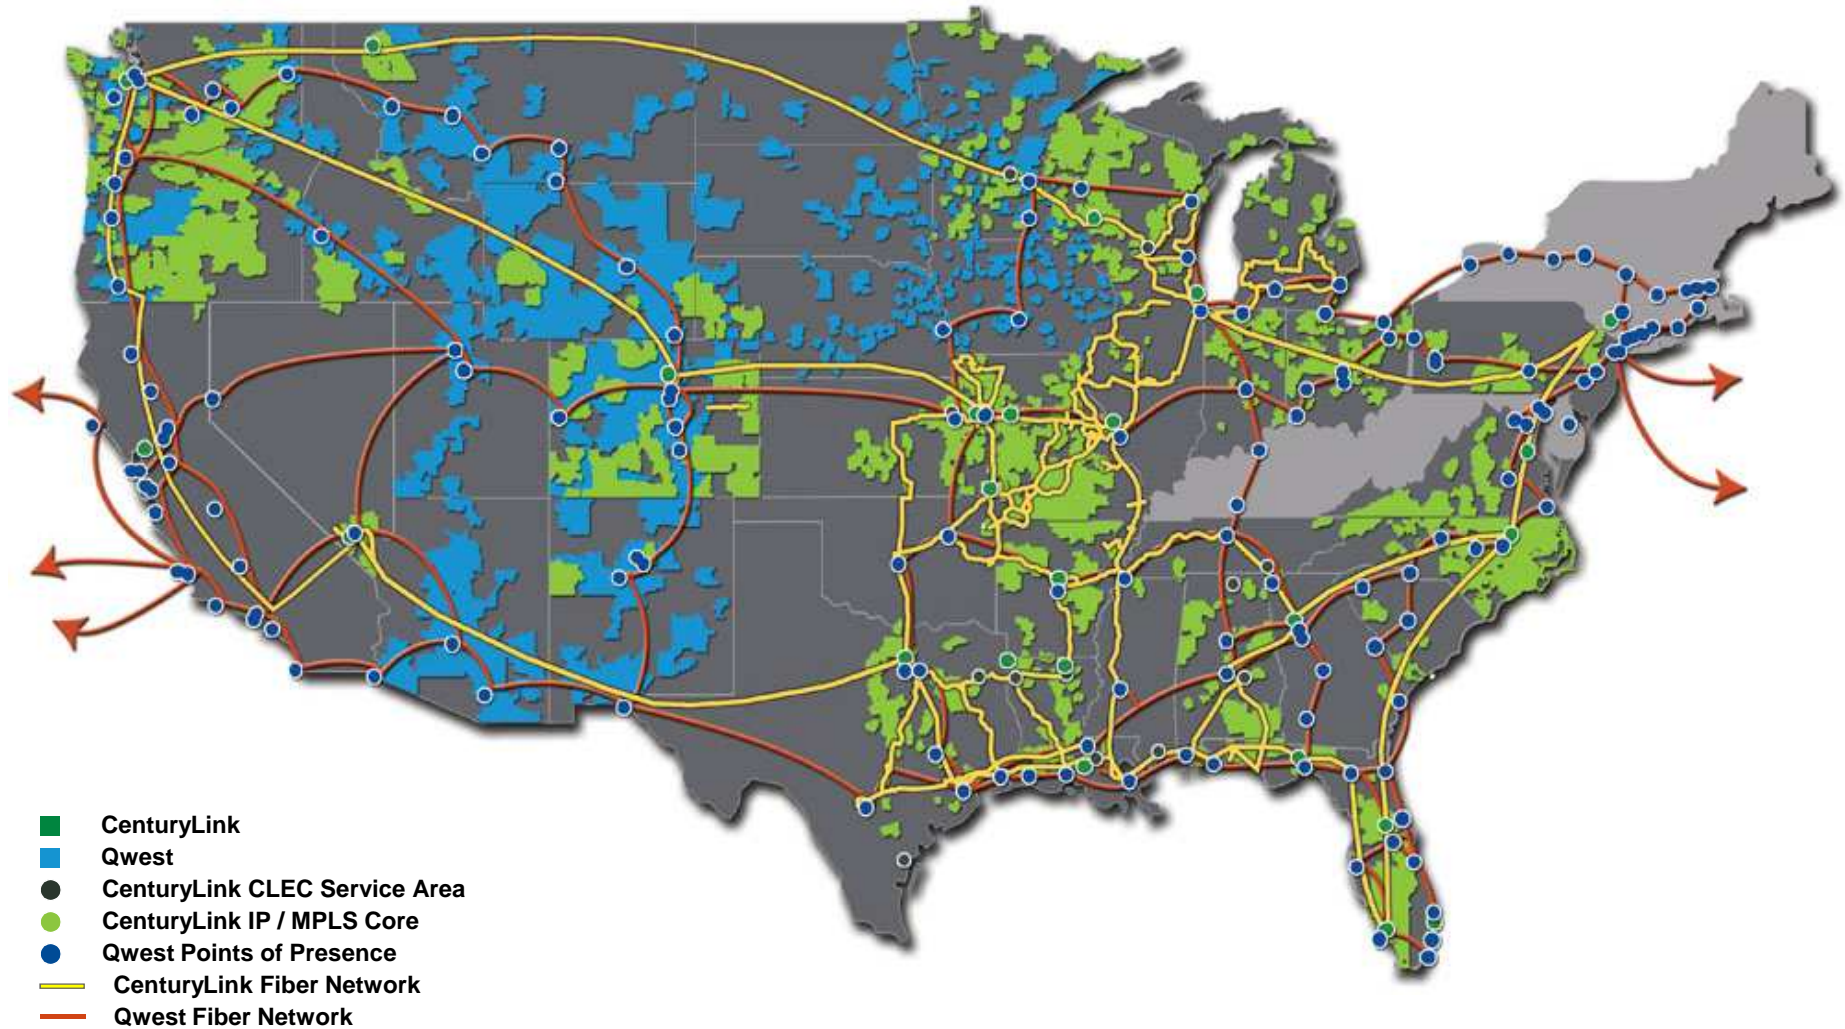 CenturyLink
Qwest
CenturyLink CLEC Service Area
CenturyLink IP / MPLS Core
Qwest Points of Presence
CenturyLink Fiber Network
Qwest Fiber Network